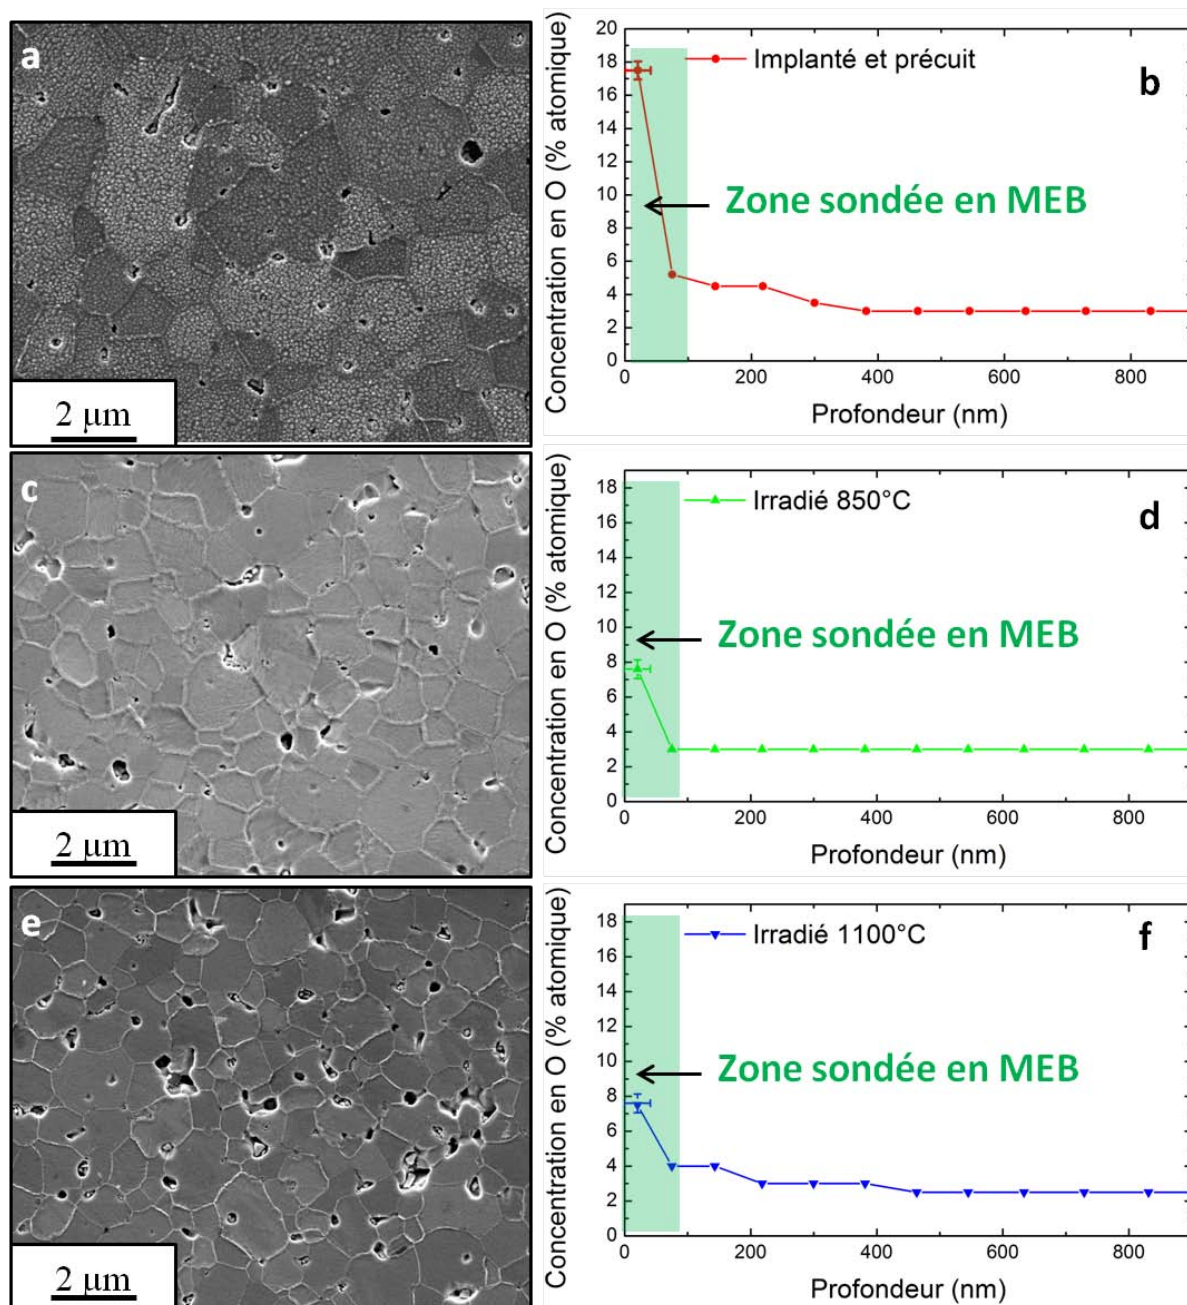 a
2 μm
b
Concentration en O (% atomique)
20
18
16
14
12
10
8
6
4
2
0
Implanté et précuit
Zone sondée en MEB
0 200 400 600 800
Profondeur (nm)
c
2 μm
d
Concentration en O (% atomique)
18
16
14
12
10
8
6
4
2
0
Irradié 850°C
Zone sondée en MEB
0 200 400 600 800
Profondeur (nm)
e
2 μm
f
Concentration en O (% atomique)
18
16
14
12
10
8
6
4
2
0
Irradié 1100°C
Zone sondée en MEB
0 200 400 600 800
Profondeur (nm)